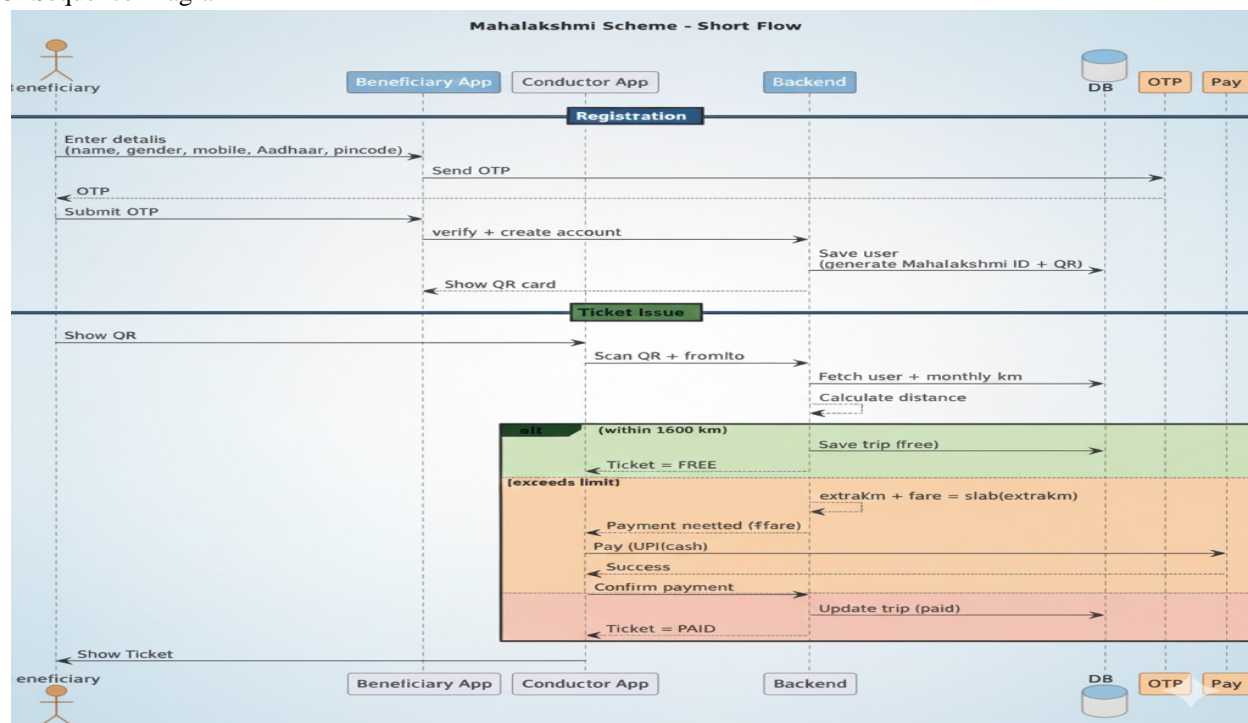 Mahalakshmi Scheme - Short Flow
eneficiary
Beneficiary App
Conductor App
Backend
DB
OTP
Pay
Registration
Enter detalis
(name, gender, mobile, Aadhaar, pincode)
Send OTP
OTP
Submit OTP
verify + create account
Save user
(generate Mahalakshmi ID + QR)
Show QR card
Ticket Issue
Show QR
Scan QR + fromIto
Fetch user + monthly km
Calculate distance
alt
(within 1600 km)
Save trip ffree)
Ticket = FREE
[exceeds limit]
extraKm + fare = slab(extrakm)
Payment neetted (₹fare)
Pay (UPI(cash)
Success
Confirm payment
Update trip (paid)
Ticket = PAID
Show Ticket
eneficiary
Beneficiary App
Conductor App
Backend
DB
OTP
Pay